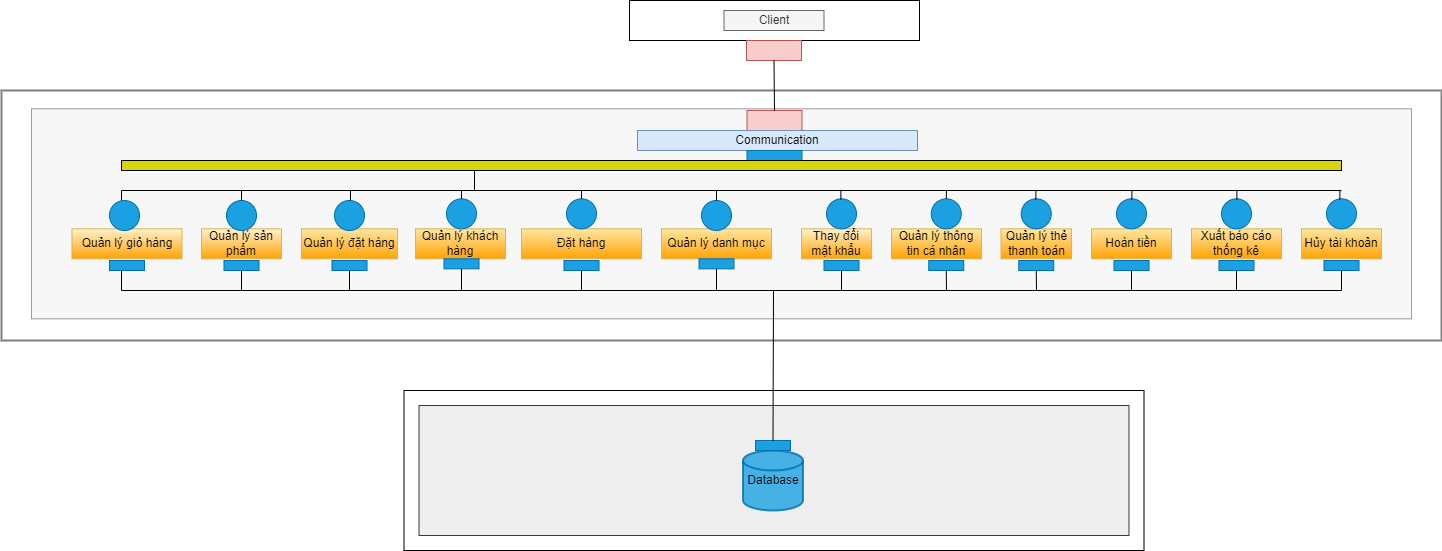 Client
Communication
Quản lý giỏ hàng
Quản lý sản
phẩm
Quản lý đặt hàng
Quản lý khách
hàng
Đặt hàng
Quản lý danh mục
Thay đổi
mật khẩu
Quản lý thông
tin cá nhân
Quản lý thẻ
thanh toán
Hoàn tiền
Xuất báo cáo
thống kê
Hủy tài khoản
Database